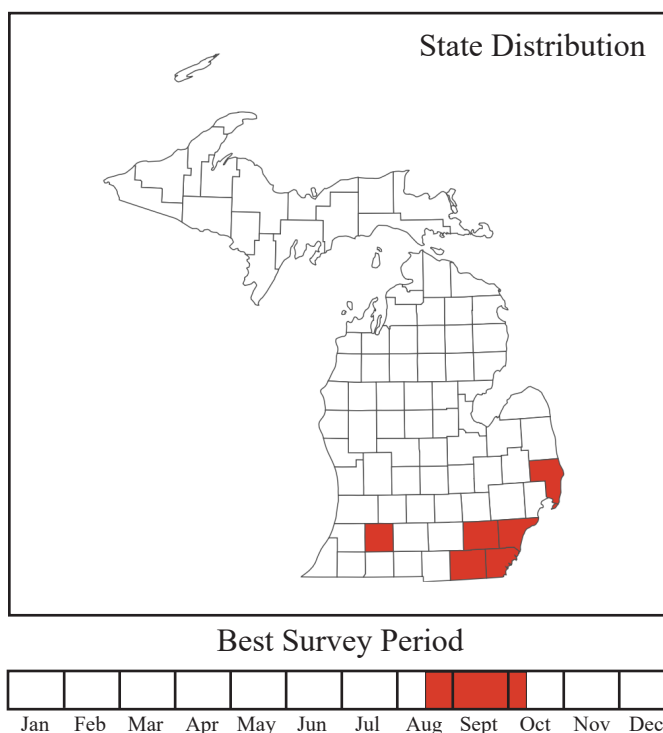 State Distribution
Best Survey Period
Jan Feb Mar Apr May Jun Jul Aug Sept Oct Nov Dec